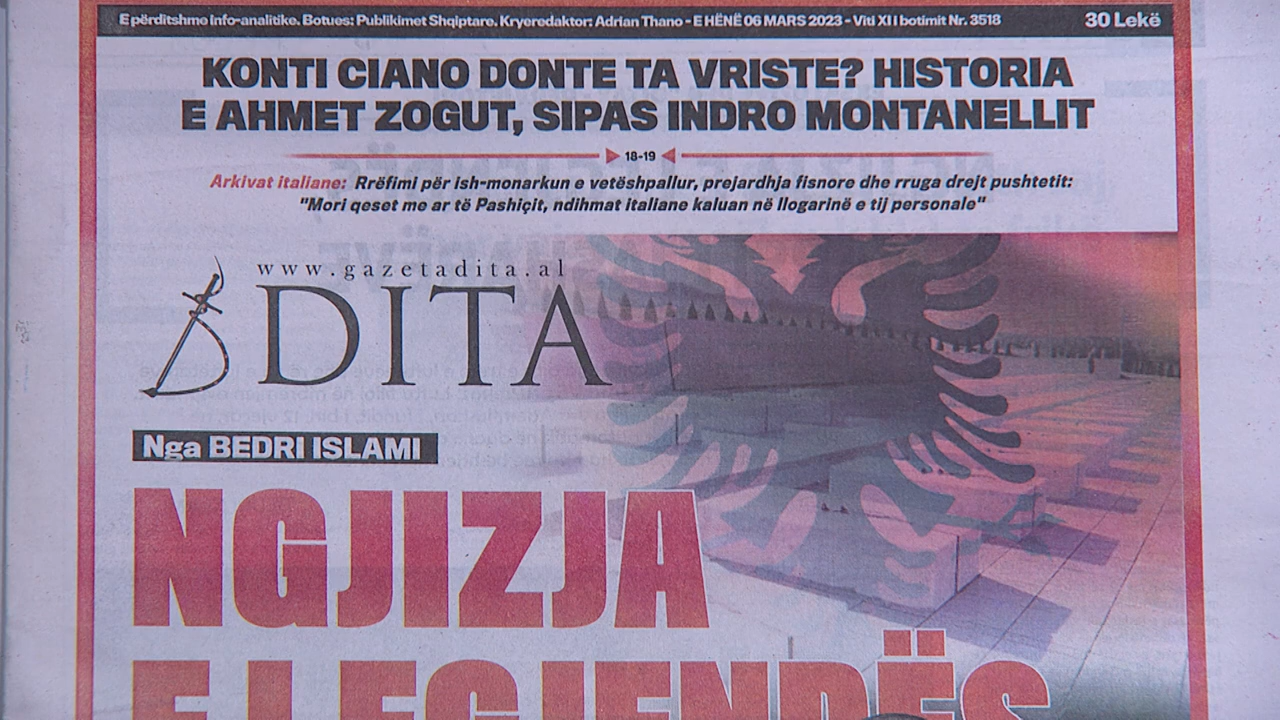 E përditshme info-analitike. Botues: Publikimet Shqiptare. Kryeredaktor: Adrian Thano - E HËNË 06 MARS 2023 - Viti XI I botimit Nr. 3518 30 Lekë
KONTI CIANO DONTE TA VRISTE? HISTORIA
E AHMET ZOGUT, SIPAS INDRO MONTANELLIT
18-19
Arkivat italiane: Rrëfimi për ish-monarkun e vetëshpallur, prejardhja fisnore dhe rruga drejt pushtetit:
"Mori qeset me ar të Pashiçit, ndihmat italiane kaluan në llogarinë e tij personale"
www.gazetadita.al
DITA
Nga BEDRI ISLAMI
NGJIZJA
E LEGJENDËS